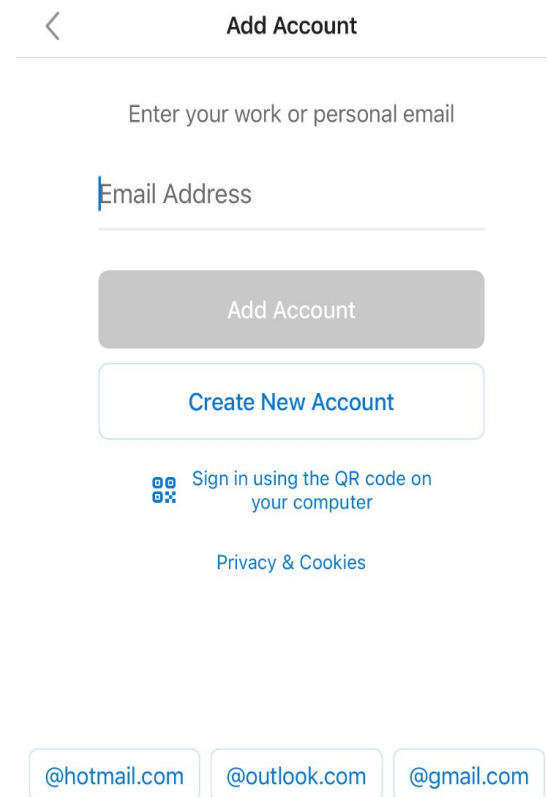 Add Account
Enter your work or personal email
Email Address
Add Account
Create New Account
Sign in using the QR code on
your computer
Privacy & Cookies
@hotmail.com @outlook.com @gmail.com